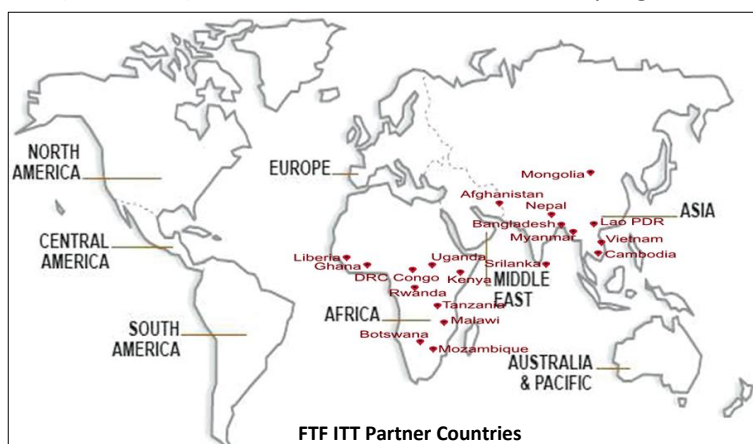 NORTH
AMERICA
CENTRAL
AMERICA
SOUTH
AMERICA
EUROPE
Mongolia
Afghanistan
Nepal
Bangladesh
Lao PDR
ASIA
Myanmar
Vietnam
Cambodia
Srilanka
MIDDLE
EAST
Liberia
Ghana
Uganda
DRC Congo
Kenya
Rwanda
Tanzania
AFRICA
Malawi
Botswana
Mozambique
AUSTRALIA
& PACIFIC
FTF ITT Partner Countries